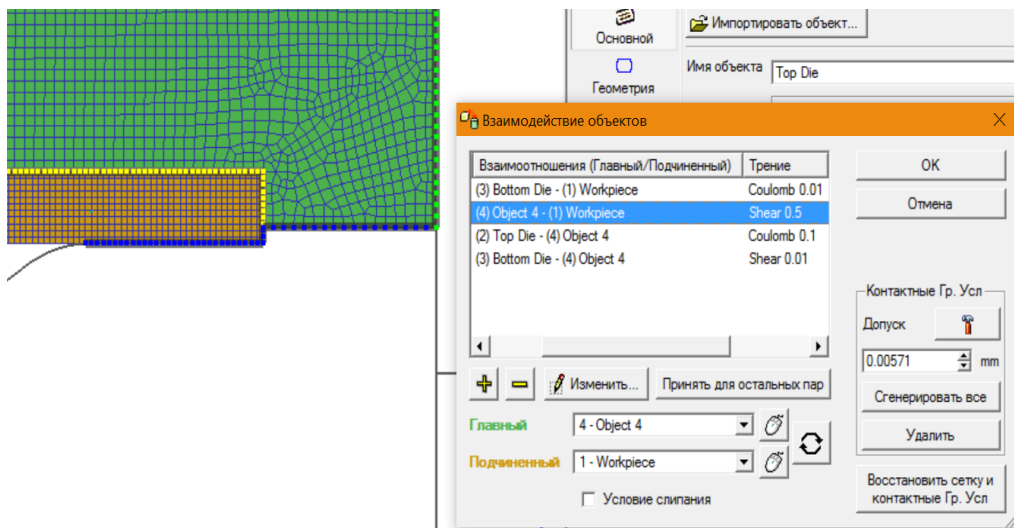 Основной
Импортировать объект...
Геометрия
Имя объекта
Top Die
Взаимодействие объектов
Взаимоотношения (Главный/Подчиненный) Трение
(3) Bottom Die - (1) Workpiece Coulomb 0.01
(4) Object 4 - (1) Workpiece Shear 0.5
(2) Top Die - (4) Object 4 Coulomb 0.1
(3) Bottom Die - (4) Object 4 Shear 0.01
OK
Отмена
Контактные Гр. Усл
Допуск
0.00571 mm
Сгенерировать все
Удалить
Восстановить сетку и
контактные Гр. Усл
Изменить...
Принять для остальных пар
Главный
4 - Object 4
Подчиненный
1 - Workpiece
Условие слипания